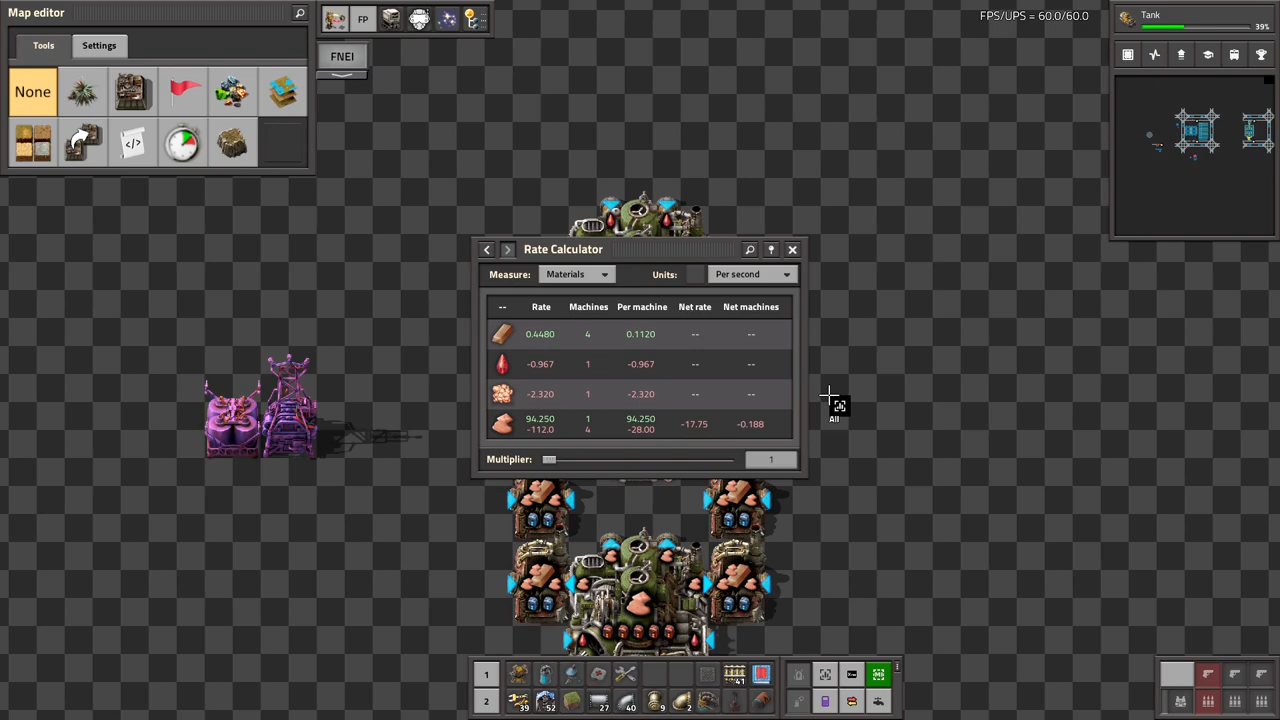 Map editor
Tools
Settings
None
</>
FP
FNEI
FPS/UPS = 60.0/60.0
Tank
39%
Rate Calculator
Measure:
Materials
Units:
Per second
-- Rate Machines Per machine Net rate Net machines
0.4480 4 0.1120 -- --
-0.967 1 -0.967 -- --
-2.320 1 -2.320 -- --
94.250 1 94.250
-112.0 4 -28.00 -17.75 -0.188
Multiplier:
1
All
1
41
2
39
52
27
40
9
2